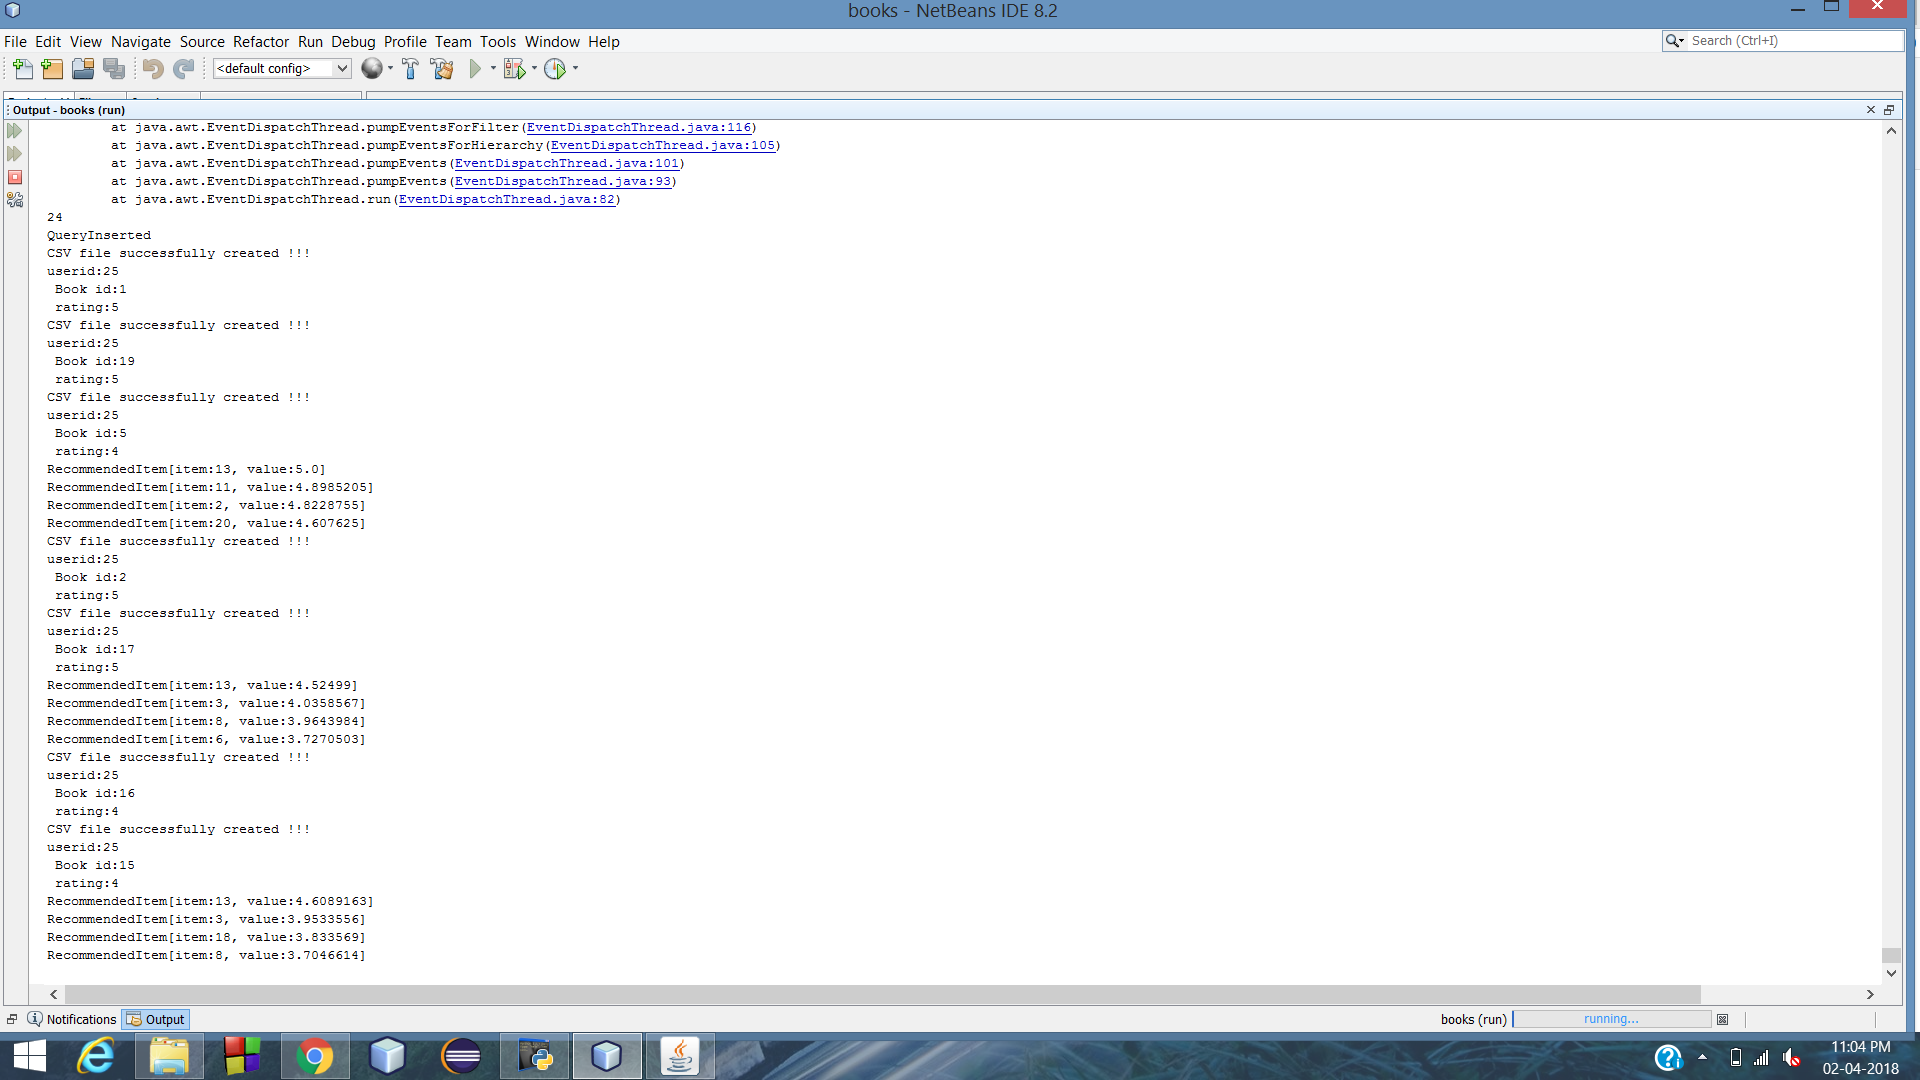 books - NetBeans IDE 8.2
File Edit View Navigate Source Refactor Run Debug Profile Team Tools Window Help
Search (Ctrl+I)
<default config>
Output - books (run)
at java.awt.EventDispatchThread.pumpEventsForFilter(EventDispatchThread.java:116)
at java.awt.EventDispatchThread.pumpEventsForHierarchy(EventDispatchThread.java:105)
at java.awt.EventDispatchThread.pumpEvents(EventDispatchThread.java:101)
at java.awt.EventDispatchThread.pumpEvents(EventDispatchThread.java:93)
at java.awt.EventDispatchThread.run(EventDispatchThread.java:82)
24
QueryInserted
CSV file successfully created !!!
userid:25
Book id:1
rating:5
CSV file successfully created !!!
userid:25
Book id:19
rating:5
CSV file successfully created !!!
userid:25
Book id:5
rating:4
RecommendedItem[item:13, value:5.0]
RecommendedItem[item:11, value:4.8985205]
RecommendedItem[item:2, value:4.8228755]
RecommendedItem[item:20, value:4.607625]
CSV file successfully created !!!
userid:25
Book id:2
rating:5
CSV file successfully created !!!
userid:25
Book id:17
rating:5
RecommendedItem[item:13, value:4.52499]
RecommendedItem[item:3, value:4.0358567]
RecommendedItem[item:8, value:3.9643984]
RecommendedItem[item:6, value:3.7270503]
CSV file successfully created !!!
userid:25
Book id:16
rating:4
CSV file successfully created !!!
userid:25
Book id:15
rating:4
RecommendedItem[item:13, value:4.6089163]
RecommendedItem[item:3, value:3.9533556]
RecommendedItem[item:18, value:3.833569]
RecommendedItem[item:8, value:3.7046614]
Notifications Output
books (run) running...
11:04 PM
02-04-2018